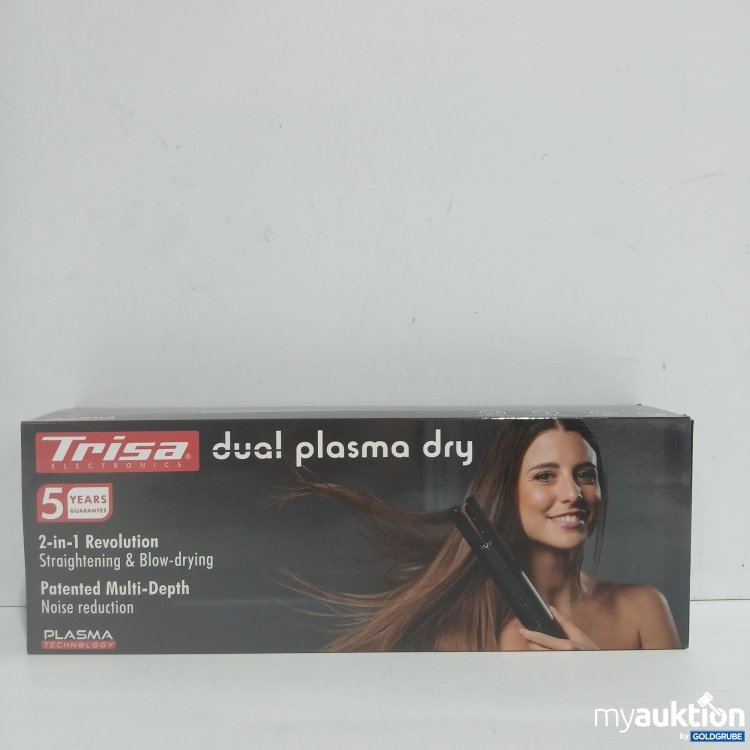 PLASMA
Trisa®
ELECTRONICS
dual plasma dry
5 YEARS
GUARANTEE
2-in-1 Revolution
Straightening & Blow-drying
Patented Multi-Depth
Noise reduction
PLASMA
TECHNOLOGY
myauktion
by GOLDGRUBE